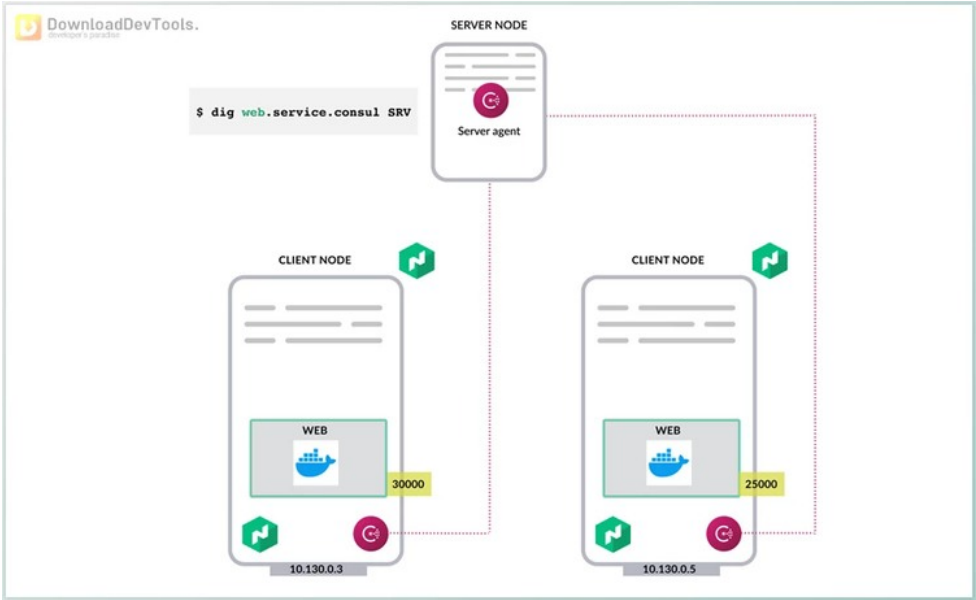 DownloadDevTools.
developer's paradise
SERVER NODE
$ dig web.service.consul SRV
Server agent
CLIENT NODE
CLIENT NODE
WEB
30000
WEB
25000
10.130.0.3
10.130.0.5